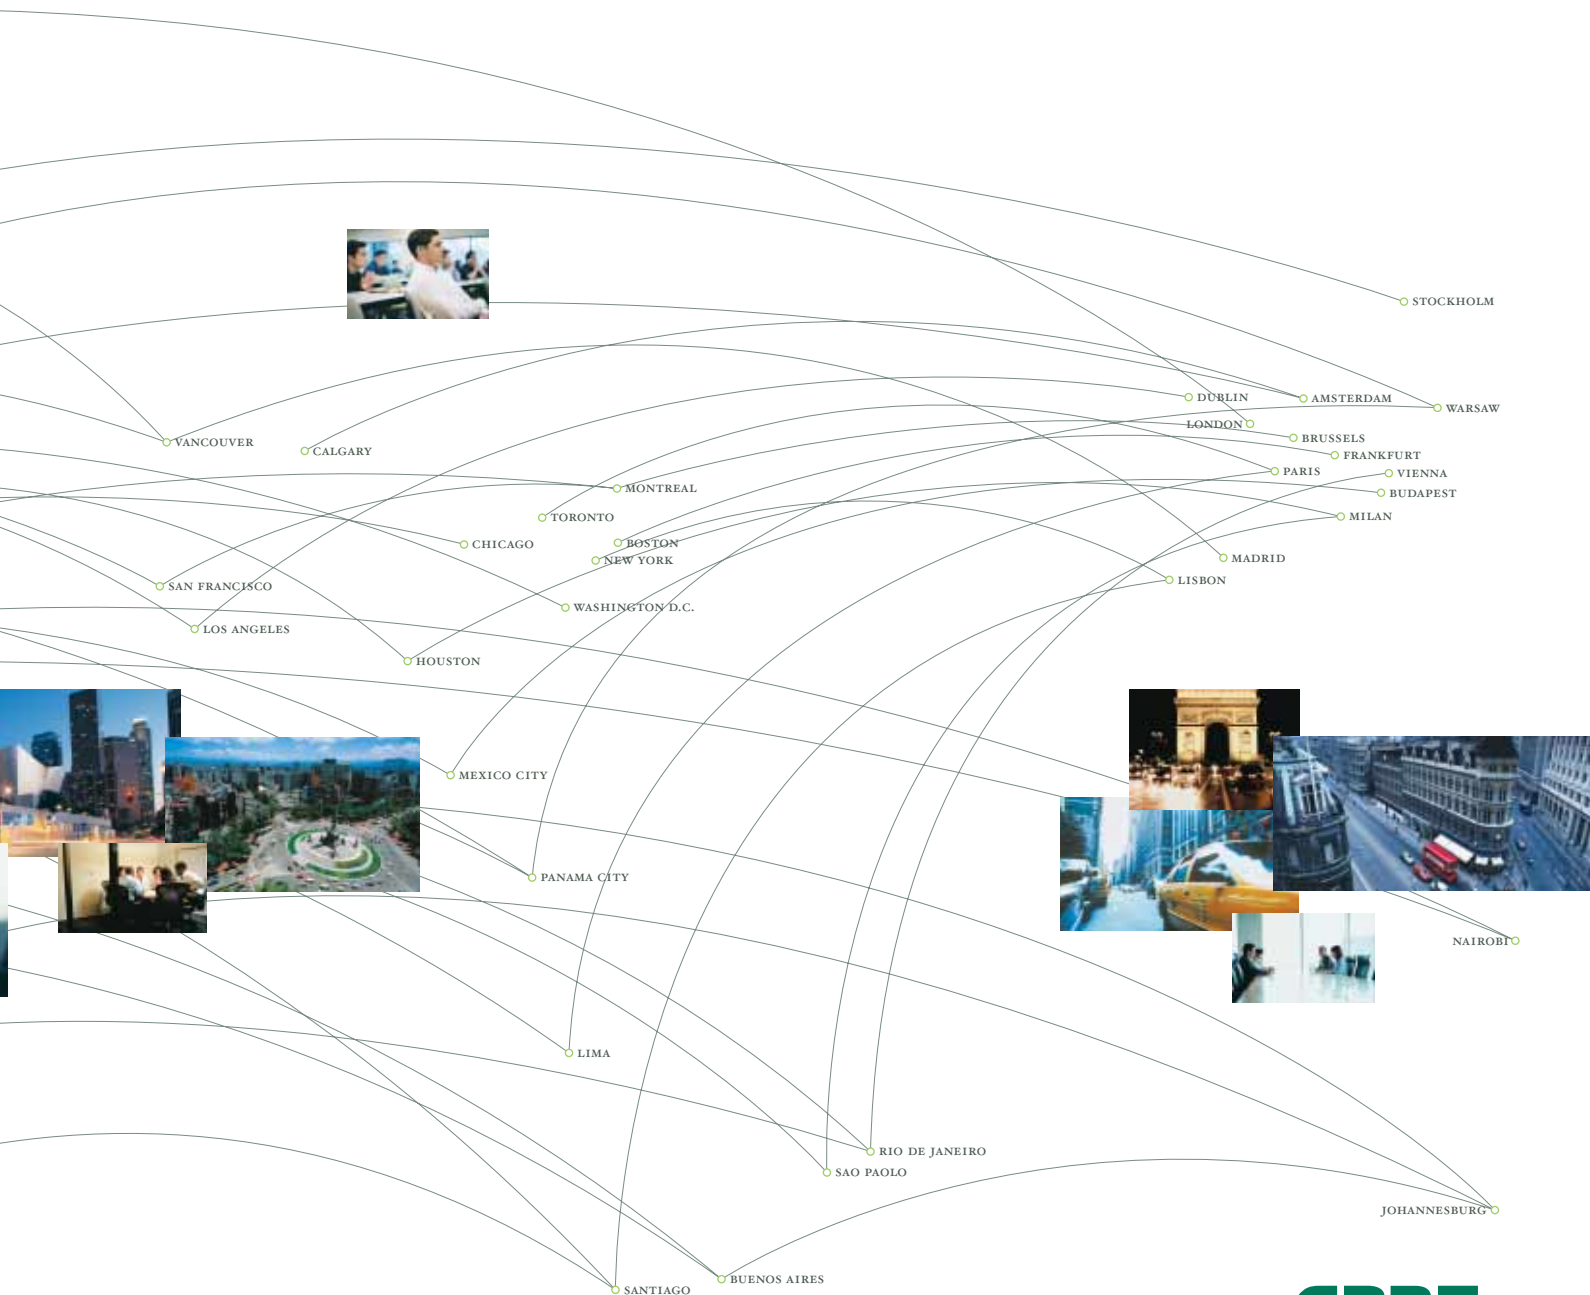 STOCKHOLM
DUBLIN
AMSTERDAM
WARSAW
LONDON
BRUSSELS
VANCOUVER
CALGARY
FRANKFURT
PARIS
VIENNA
MONTREAL
BUDAPEST
TORONTO
MILAN
CHICAGO
BOSTON
NEW YORK
MADRID
SAN FRANCISCO
LISBON
WASHINGTON D.C.
LOS ANGELES
HOUSTON
MEXICO CITY
PANAMA CITY
NAIROBI
LIMA
RIO DE JANEIRO
SAO PAOLO
JOHANNESBURG
BUENOS AIRES
SANTIAGO